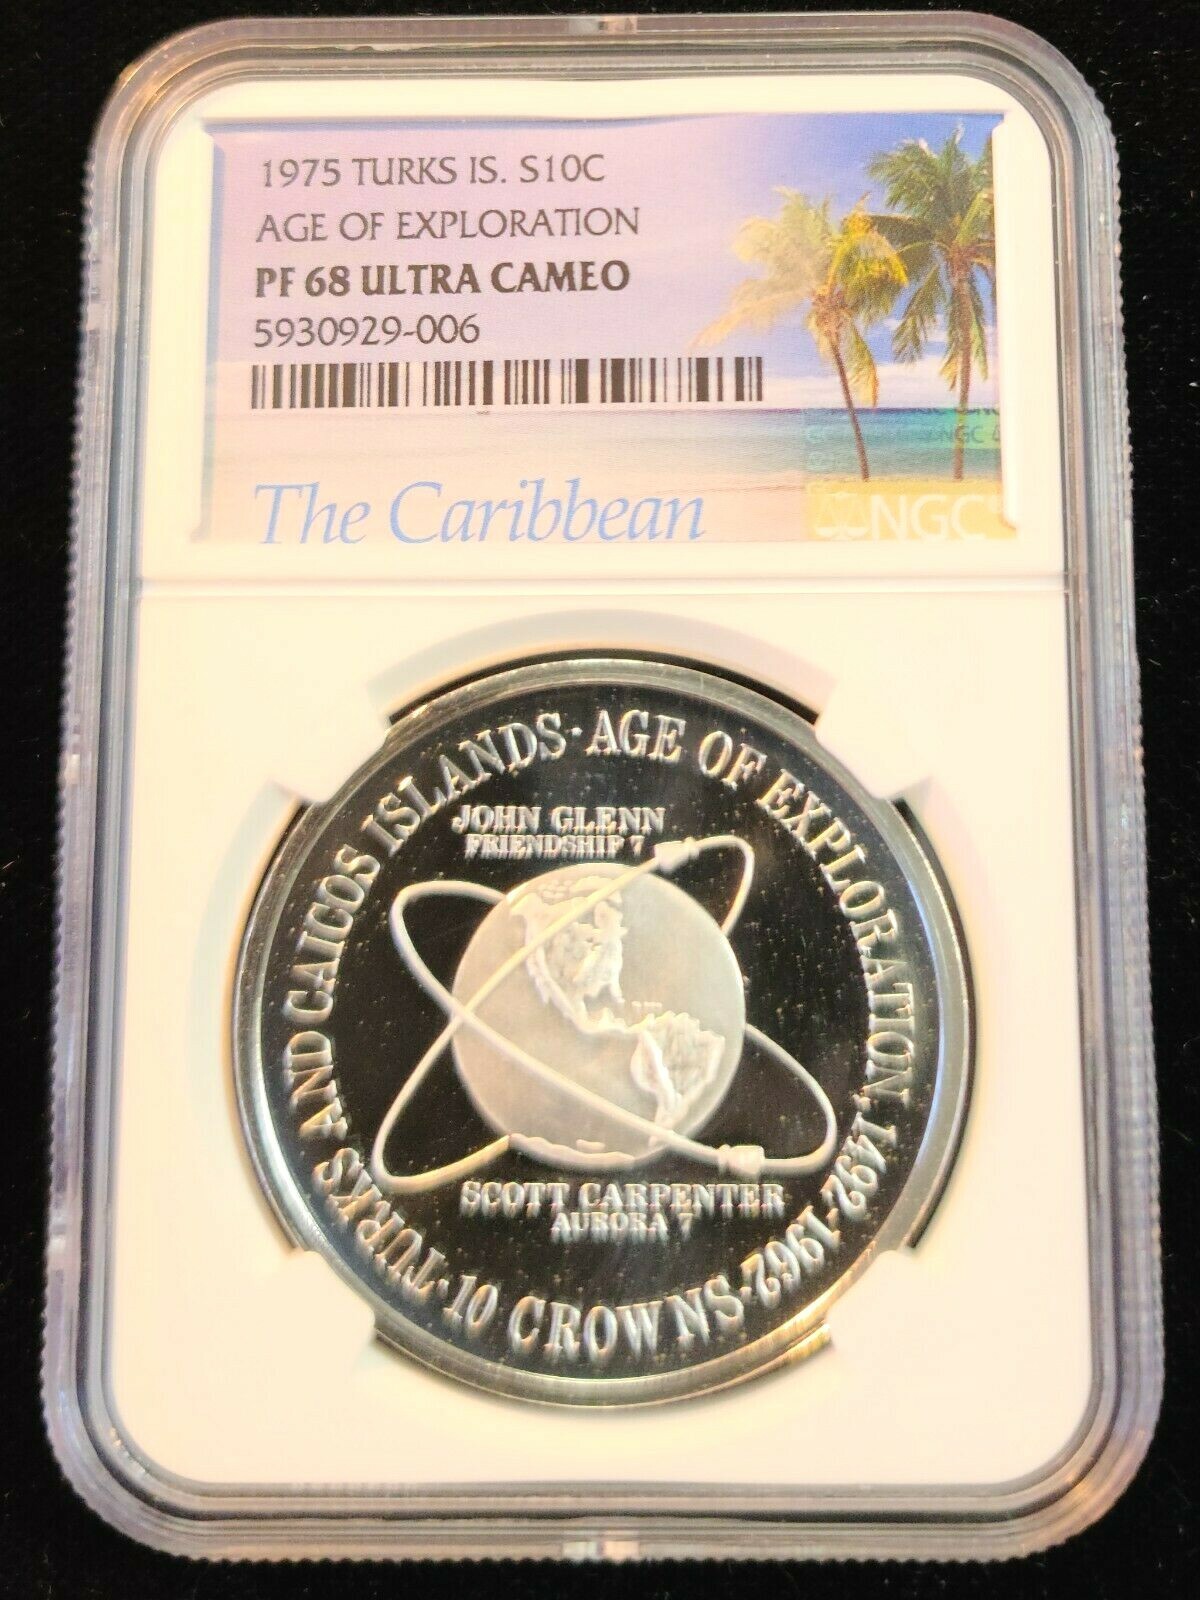 1975 TURKS IS. S10C
AGE OF EXPLORATION
PF 68 ULTRA CAMEO
5930929-006
The Caribbean
NGC
TURKS AND CAICOS ISLANDS · AGE OF EXPLORATION, 1492-1962 · 10 CROWNS ·
JOHN GLENN
FRIENDSHIP 7
SCOTT CARPENTER
AURORA 7